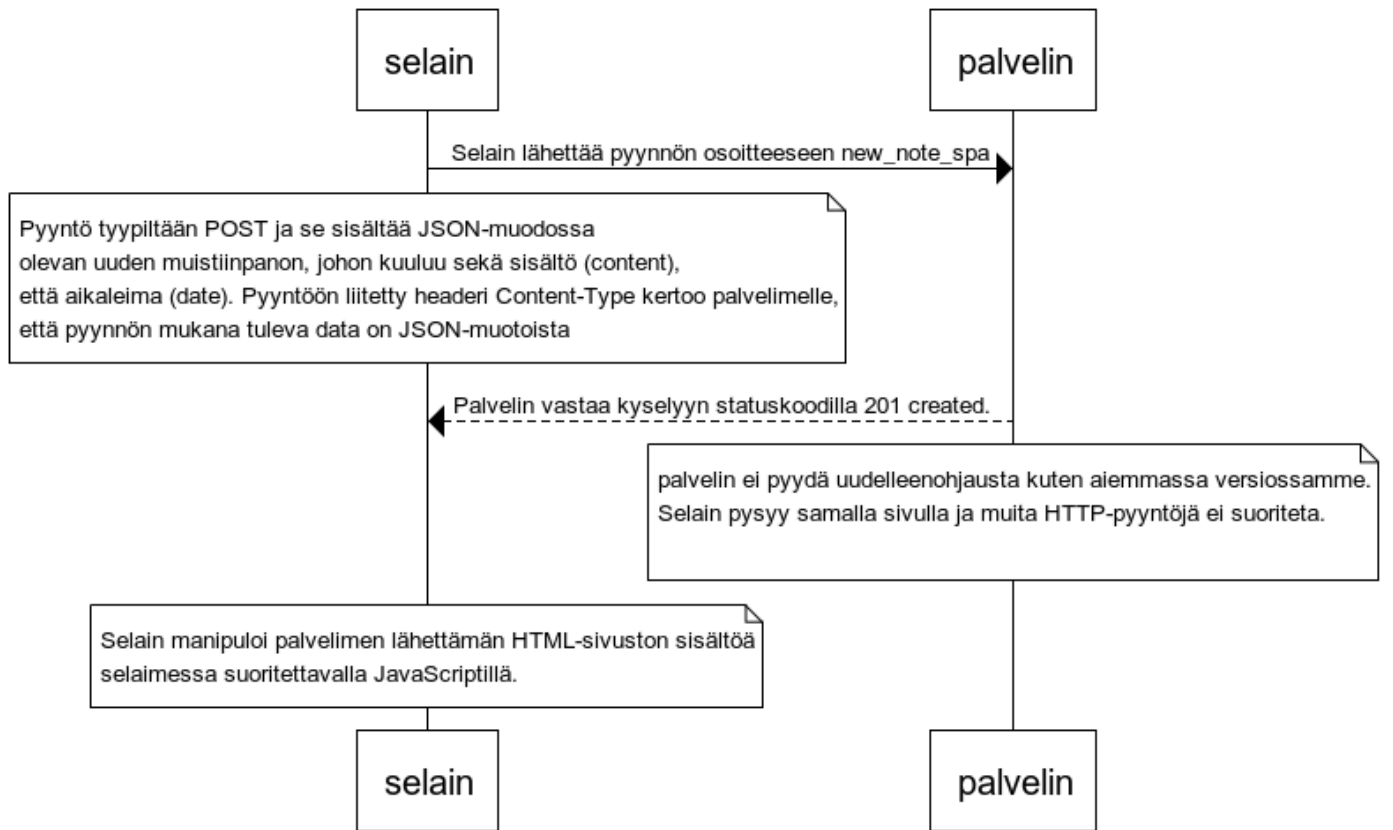 selain
palvelin
Selain lähettää pyynnön osoitteeseen new_note_spa
Pyyntö tyypiltään POST ja se sisältää JSON-muodossa
olevan uuden muistiinpanon, johon kuuluu sekä sisältö (content),
että aikaleima (date). Pyyntöön liitetty headeri Content-Type kertoo palvelimelle,
että pyynnön mukana tuleva data on JSON-muotoista
Palvelin vastaa kyselyyn statuskoodilla 201 created.
palvelin ei pyydä uudelleenohjausta kuten aiemmassa versiossamme.
Selain pysyy samalla sivulla ja muita HTTP-pyyntöjä ei suoriteta.
Selain manipuloi palvelimen lähettämän HTML-sivuston sisältöä
selaimessa suoritettavalla JavaScriptillä.
selain
palvelin